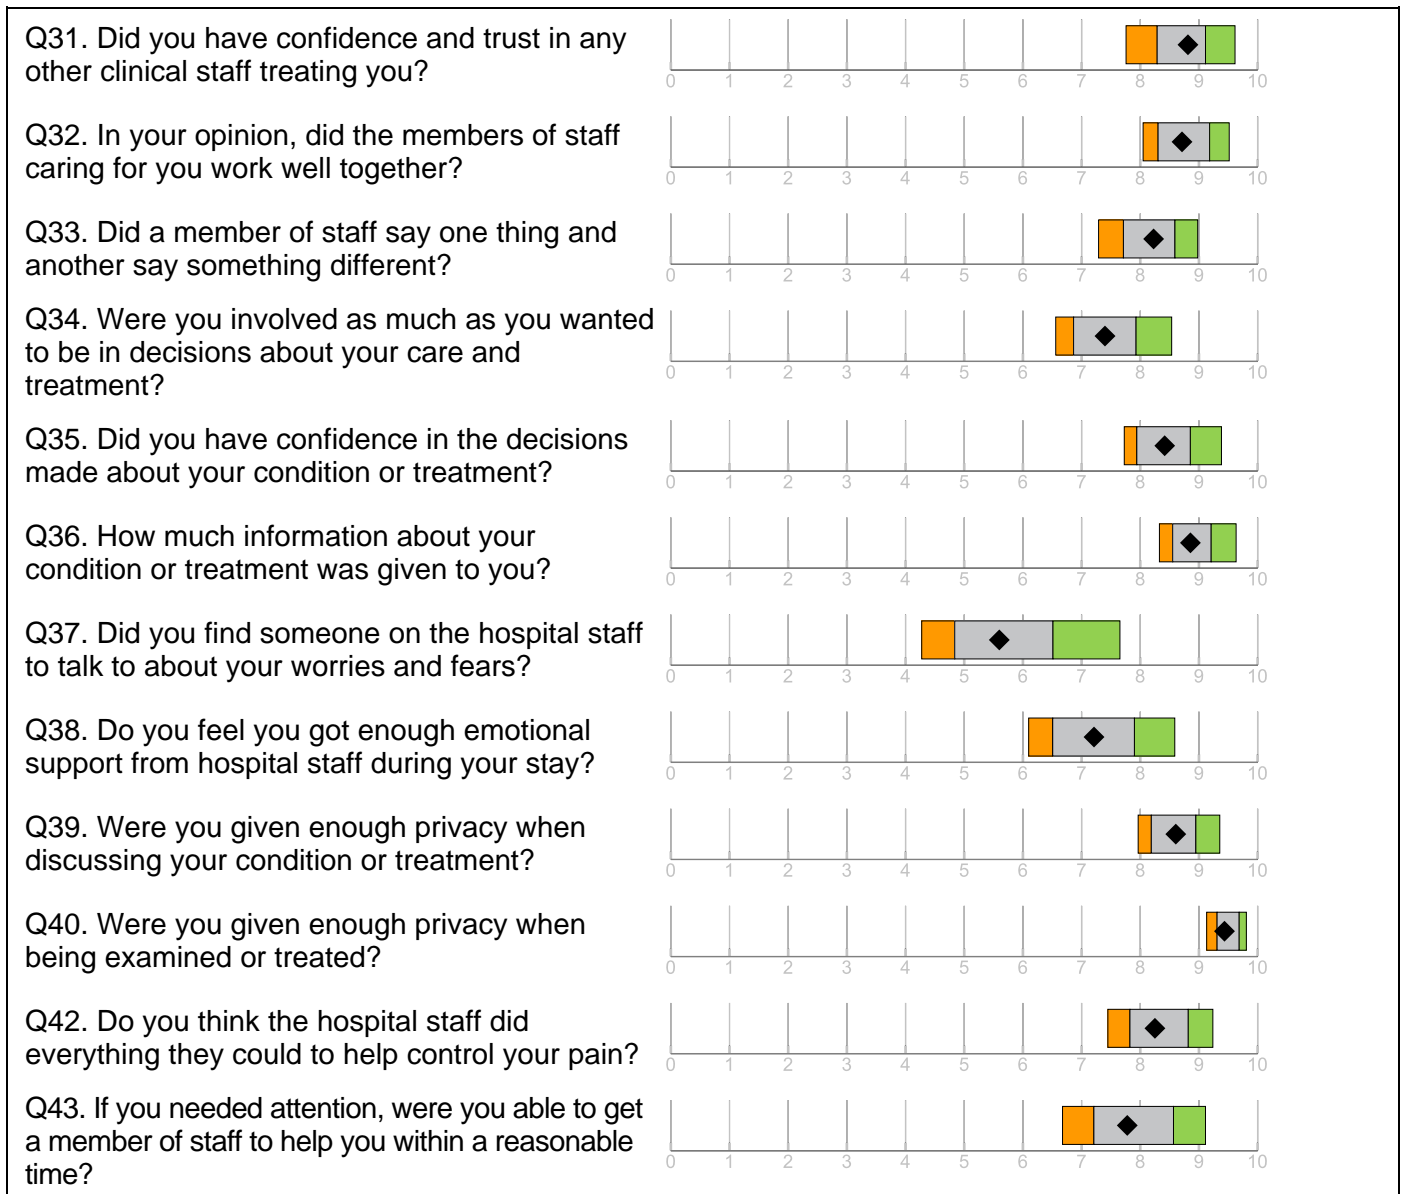 Q31. Did you have confidence and trust in any
other clinical staff treating you?
0 1 2 3 4 5 6 7 8 9 10
Q32. In your opinion, did the members of staff
caring for you work well together?
0 1 2 3 4 5 6 7 8 9 10
Q33. Did a member of staff say one thing and
another say something different?
0 1 2 3 4 5 6 7 8 9 10
Q34. Were you involved as much as you wanted
to be in decisions about your care and
treatment?
0 1 2 3 4 5 6 7 8 9 10
Q35. Did you have confidence in the decisions
made about your condition or treatment?
0 1 2 3 4 5 6 7 8 9 10
Q36. How much information about your
condition or treatment was given to you?
0 1 2 3 4 5 6 7 8 9 10
Q37. Did you find someone on the hospital staff
to talk to about your worries and fears?
0 1 2 3 4 5 6 7 8 9 10
Q38. Do you feel you got enough emotional
support from hospital staff during your stay?
0 1 2 3 4 5 6 7 8 9 10
Q39. Were you given enough privacy when
discussing your condition or treatment?
0 1 2 3 4 5 6 7 8 9 10
Q40. Were you given enough privacy when
being examined or treated?
0 1 2 3 4 5 6 7 8 9 10
Q42. Do you think the hospital staff did
everything they could to help control your pain?
0 1 2 3 4 5 6 7 8 9 10
Q43. If you needed attention, were you able to get
a member of staff to help you within a reasonable
time?
0 1 2 3 4 5 6 7 8 9 10